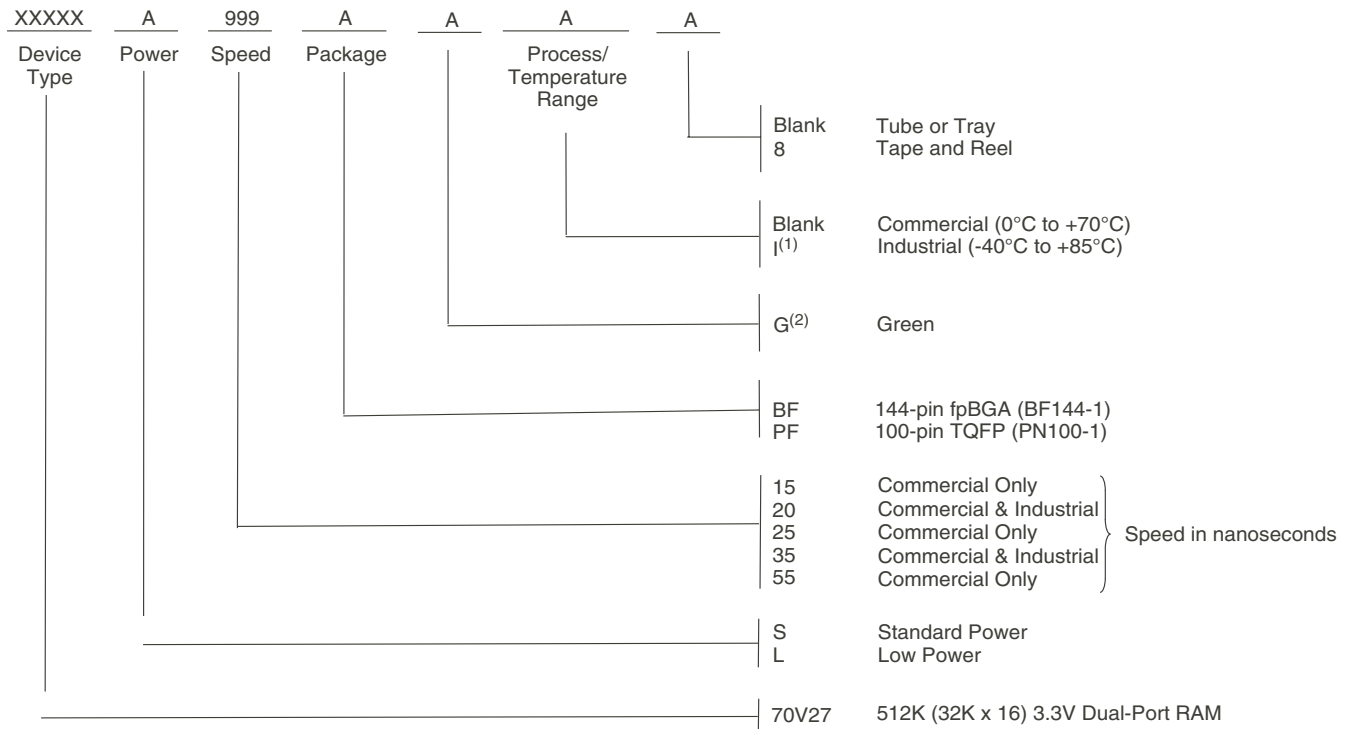 XXXXX A 999 A A A A
Device Type Power Speed Package Process/ Temperature Range
Blank Tube or Tray
8 Tape and Reel
Blank Commercial (0°C to +70°C)
I(1) Industrial (-40°C to +85°C)
G(2) Green
BF 144-pin fpBGA (BF144-1)
PF 100-pin TQFP (PN100-1)
15 Commercial Only
20 Commercial & Industrial
25 Commercial Only
35 Commercial & Industrial
55 Commercial Only
Speed in nanoseconds
S Standard Power
L Low Power
70V27 512K (32K x 16) 3.3V Dual-Port RAM